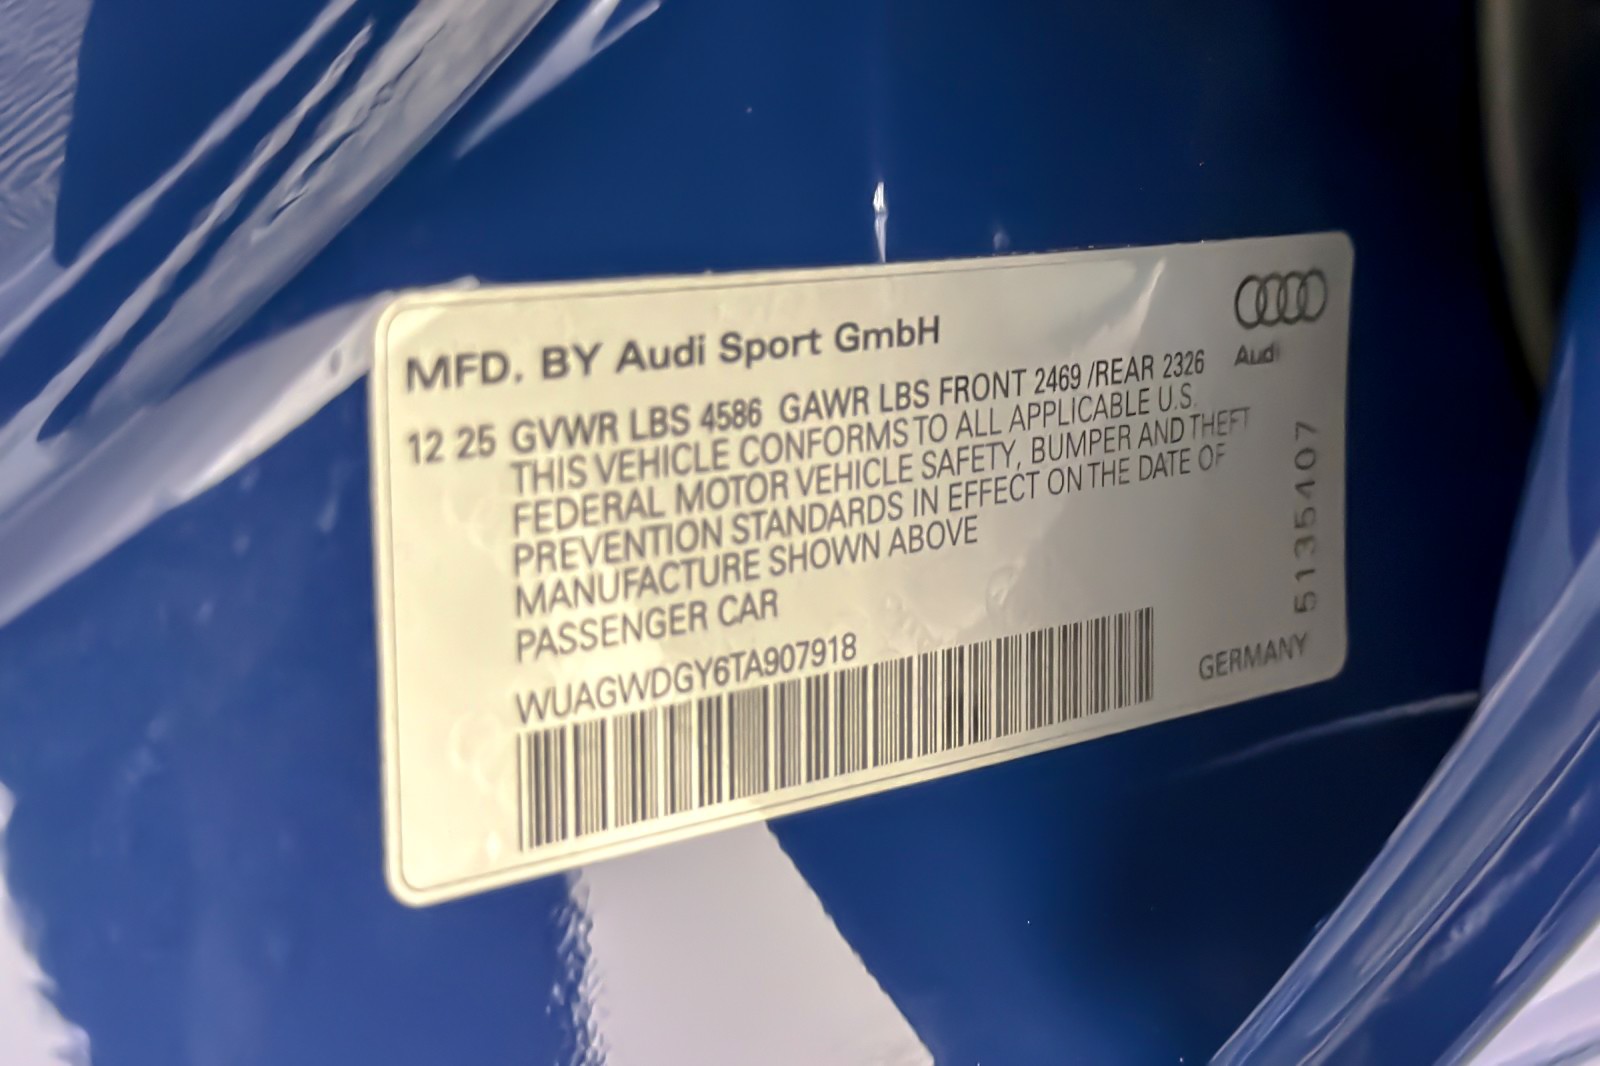 MFD. BY Audi Sport GmbH
Audi
12 25 GVWR LBS 4586 GAWR LBS FRONT 2469 /REAR 2326
THIS VEHICLE CONFORMS TO ALL APPLICABLE U.S.
FEDERAL MOTOR VEHICLE SAFETY, BUMPER AND THEFT
PREVENTION STANDARDS IN EFFECT ON THE DATE OF
MANUFACTURE SHOWN ABOVE
PASSENGER CAR
WUAGWDGY6TA907918
GERMANY
5135407